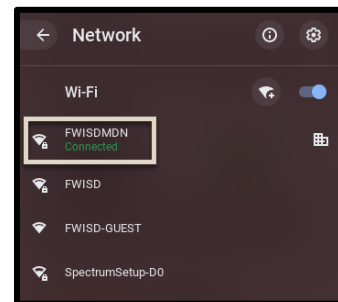 Network
Wi-Fi
FWISDMDN
Connected
FWISD
FWISD-GUEST
SpectrumSetup-D0